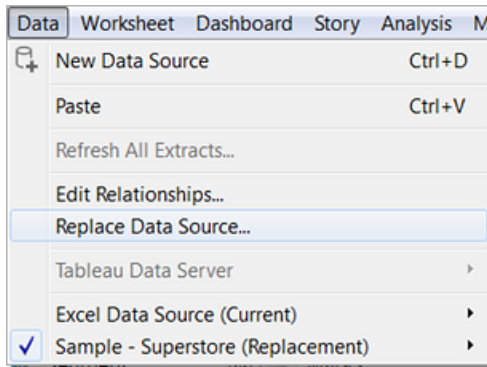 Data Worksheet Dashboard Story Analysis M
New Data Source Ctrl+D
Paste Ctrl+V
Refresh All Extracts...
Edit Relationships...
Replace Data Source...
Tableau Data Server
Excel Data Source (Current)
Sample - Superstore (Replacement)